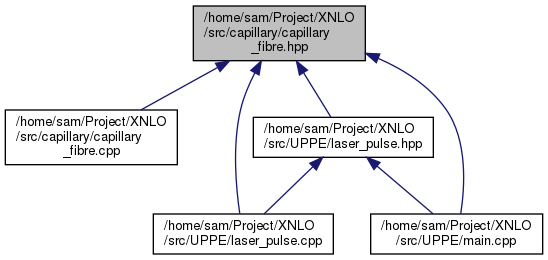 /home/sam/Project/XNLO
/src/capillary/capillary
_fibre.hpp
/home/sam/Project/XNLO
/src/capillary/capillary
_fibre.cpp
/home/sam/Project/XNLO
/src/UPPE/laser_pulse.hpp
/home/sam/Project/XNLO
/src/UPPE/laser_pulse.cpp
/home/sam/Project/XNLO
/src/UPPE/main.cpp